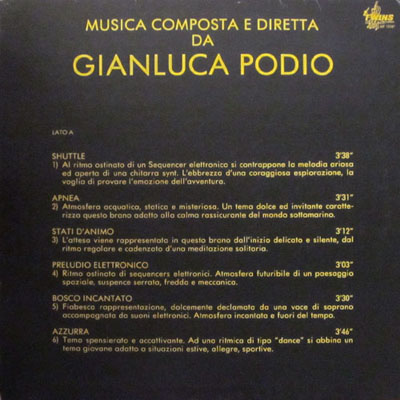 MUSICA COMPOSTA E DIRETTA
DA
GIANLUCA PODIO
TWINS
LATO A
SHUTTLE 3'38"
1) Al ritmo ostinato di un Sequencer elettronico si contrappone la melodia ariosa
ed aperta di una chitarra synt. L'ebbrezza d'una coraggiosa esplorazione, la
voglia di provare l'emozione dell'avventura.
APNEA 3'31"
2) Atmosfera acquatica, statica e misteriosa. Un tema dolce ed invitante caratte-
rizza questo brano adatto alla calma rassicurante del mondo sottomarino.
STATI D'ANIMO 3'12"
3) L'attesa viene rappresentata in questo brano dall'inizio delicato e silente, dal
ritmo regolare e cadenzato d'una meditazione solitaria.
PRELUDIO ELETTRONICO 3'03"
4) Ritmo ostinato di sequencers elettronici. Atmosfera futuribile di un paesaggio
spaziale, suspence serrata, fredda e meccanica.
BOSCO INCANTATO 3'30"
5) Fiabesca rappresentazione, dolcemente declamata da una voce di soprano
accompagnata da suoni elettronici. Atmosfera incantata e fuori del tempo.
AZZURRA 3'46"
6) Tema spensierato e accattivante. Ad una ritmica di tipo "dance" si abbina un
tema giovane adatto a situazioni estive, allegre, sportive.